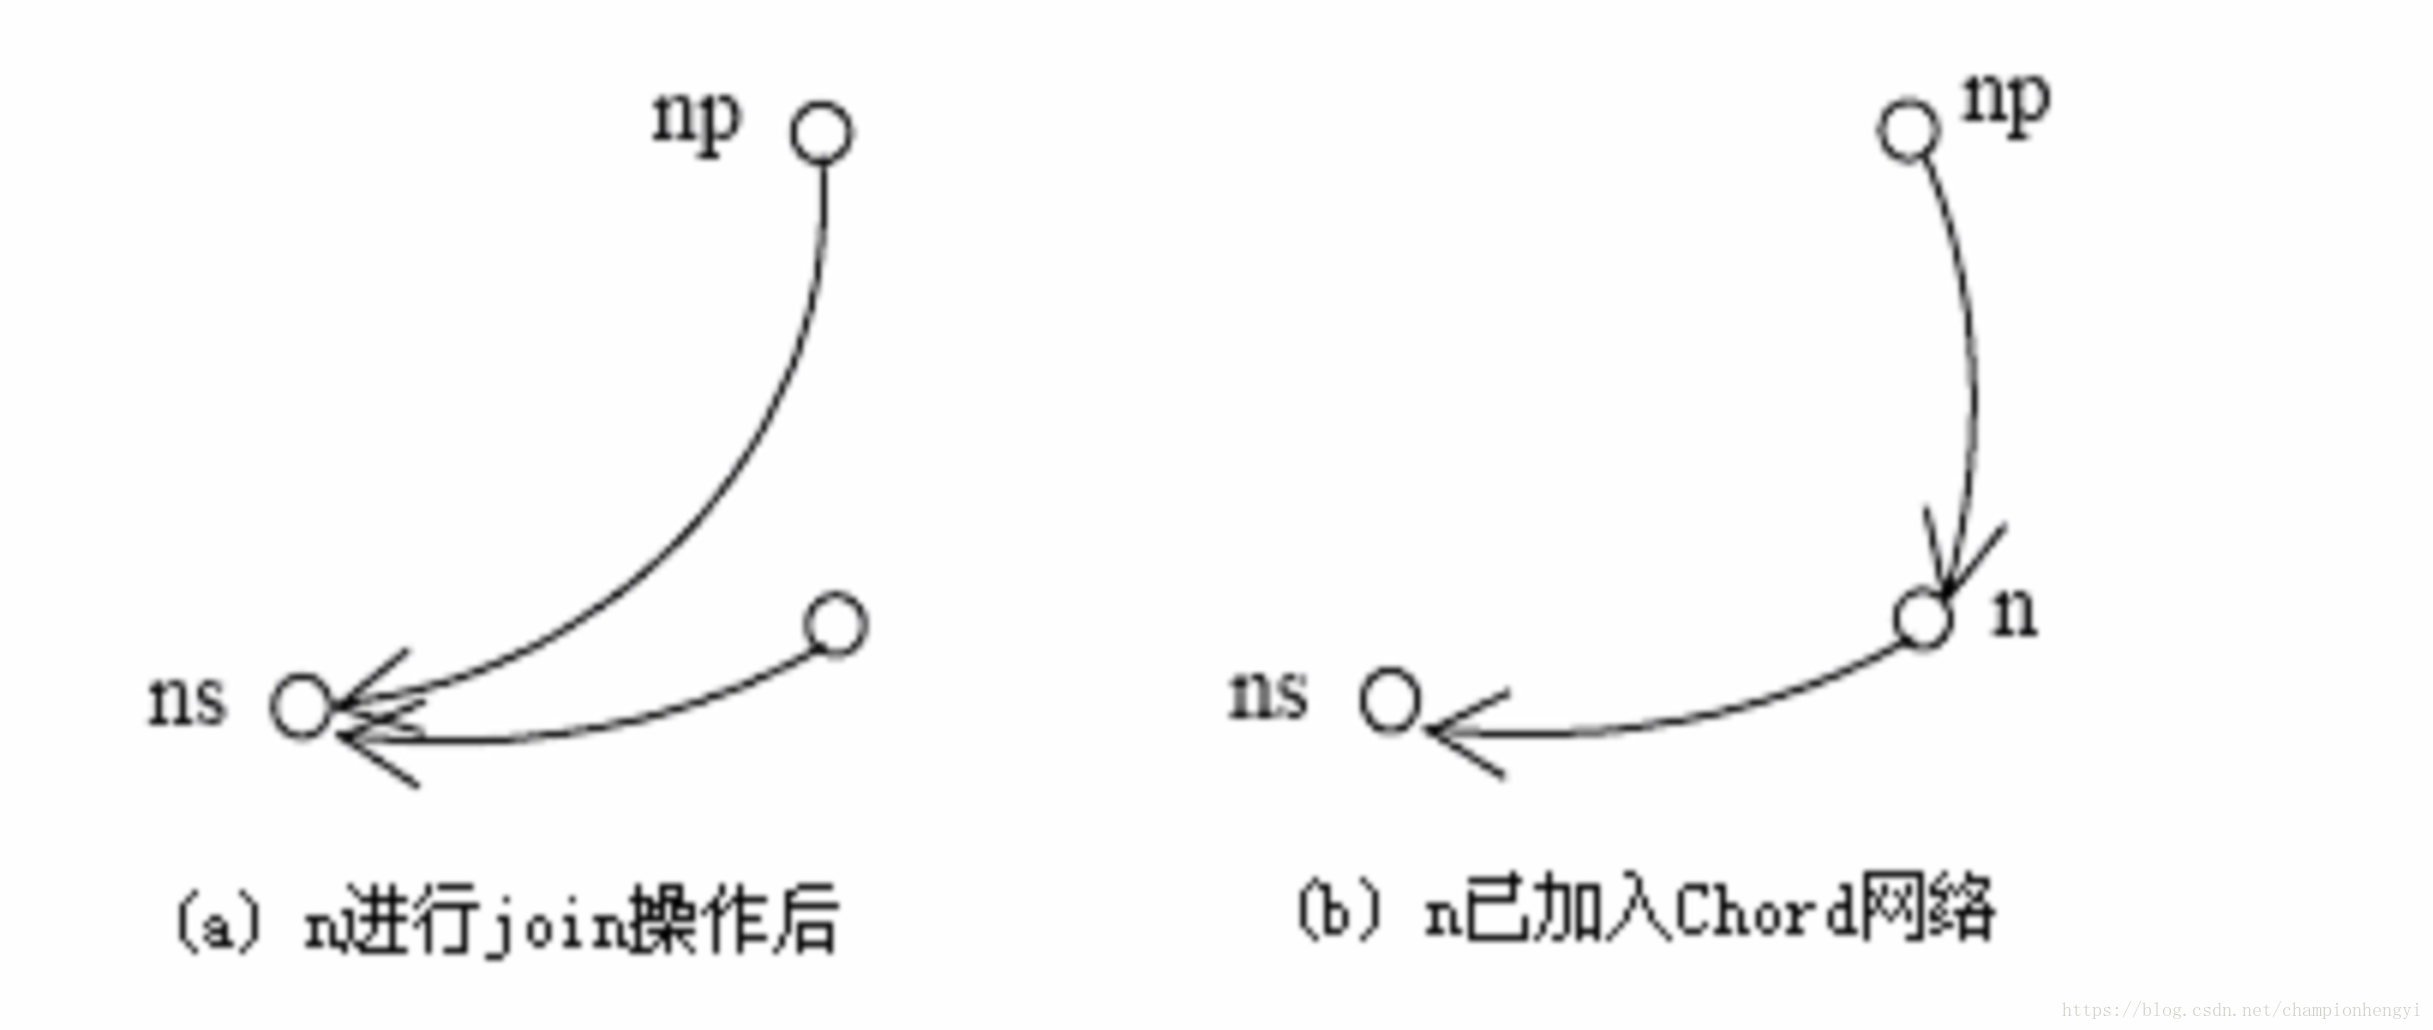 np
ns
(a) n进行join操作后
np
n
ns
(b) n已加入Chord网络
https://blog.csdn.net/championhengyi